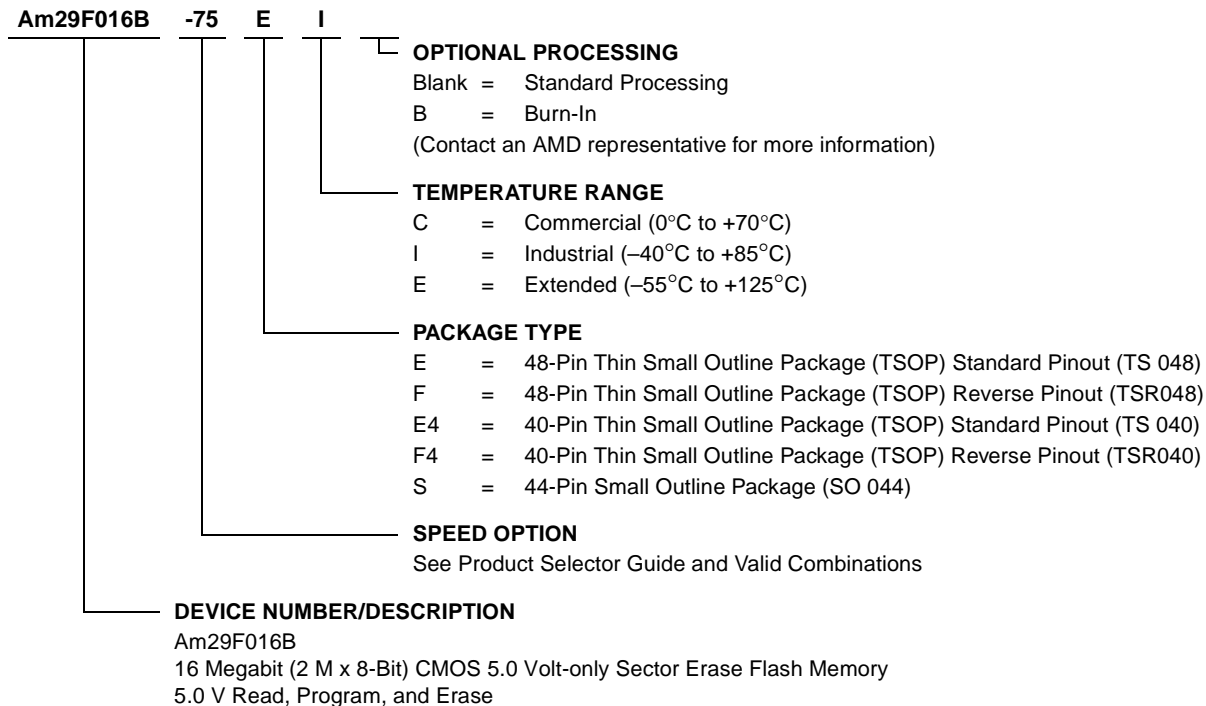 Am29F016B -75 E I
OPTIONAL PROCESSING
Blank = Standard Processing
B = Burn-In
(Contact an AMD representative for more information)
TEMPERATURE RANGE
C = Commercial (0°C to +70°C)
I = Industrial (–40°C to +85°C)
E = Extended (–55°C to +125°C)
PACKAGE TYPE
E = 48-Pin Thin Small Outline Package (TSOP) Standard Pinout (TS 048)
F = 48-Pin Thin Small Outline Package (TSOP) Reverse Pinout (TSR048)
E4 = 40-Pin Thin Small Outline Package (TSOP) Standard Pinout (TS 040)
F4 = 40-Pin Thin Small Outline Package (TSOP) Reverse Pinout (TSR040)
S = 44-Pin Small Outline Package (SO 044)
SPEED OPTION
See Product Selector Guide and Valid Combinations
DEVICE NUMBER/DESCRIPTION
Am29F016B
16 Megabit (2 M x 8-Bit) CMOS 5.0 Volt-only Sector Erase Flash Memory
5.0 V Read, Program, and Erase